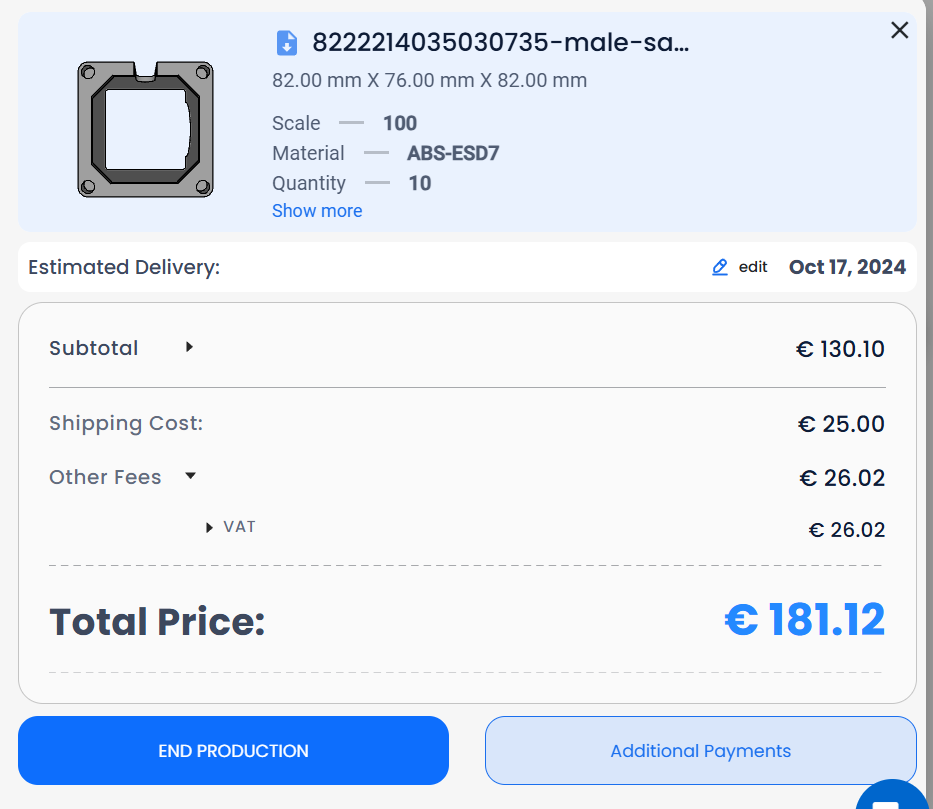 8222214035030735-male-sa...
82.00 mm X 76.00 mm X 82.00 mm
Scale — 100
Material — ABS-ESD7
Quantity — 10
Show more
Estimated Delivery: edit Oct 17, 2024
Subtotal € 130.10
Shipping Cost: € 25.00
Other Fees € 26.02
VAT € 26.02
Total Price: € 181.12
END PRODUCTION Additional Payments